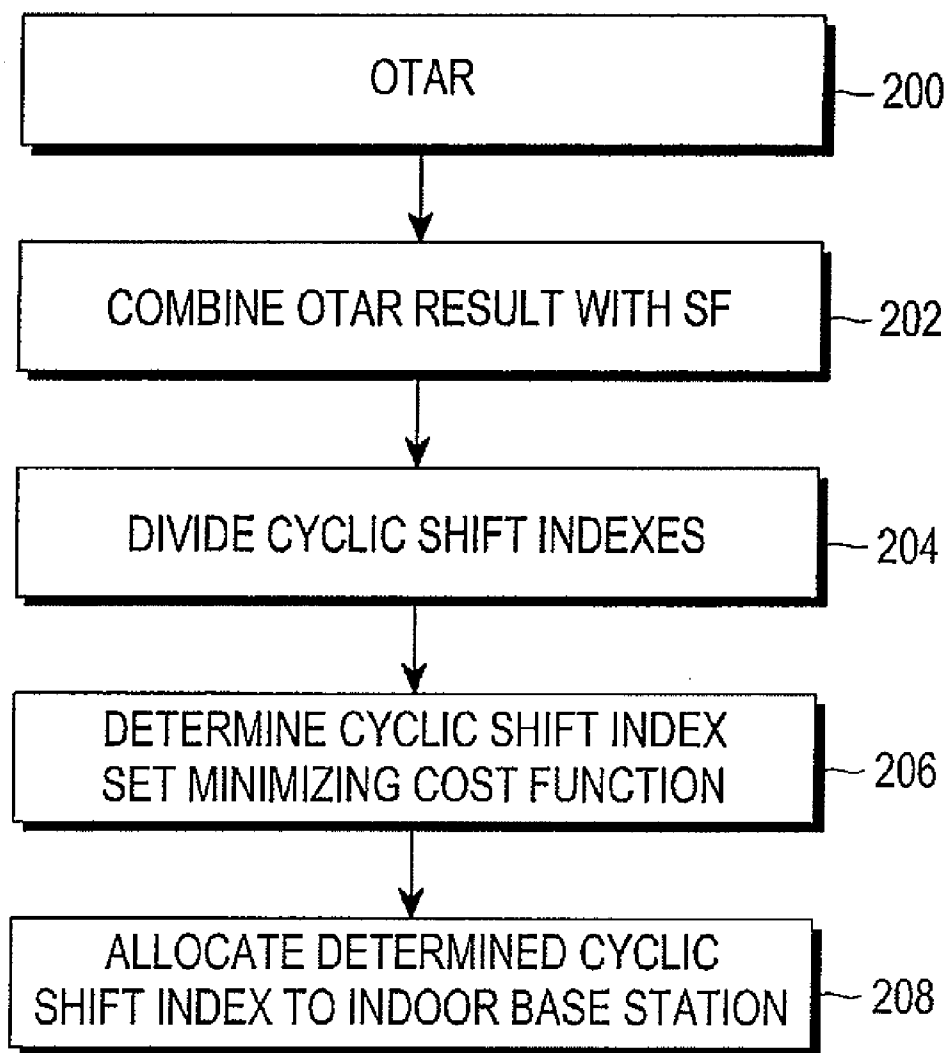 OTAR
200
COMBINE OTAR RESULT WITH SF
202
DIVIDE CYCLIC SHIFT INDEXES
204
DETERMINE CYCLIC SHIFT INDEX
SET MINIMIZING COST FUNCTION
206
ALLOCATE DETERMINED CYCLIC
SHIFT INDEX TO INDOOR BASE STATION
208